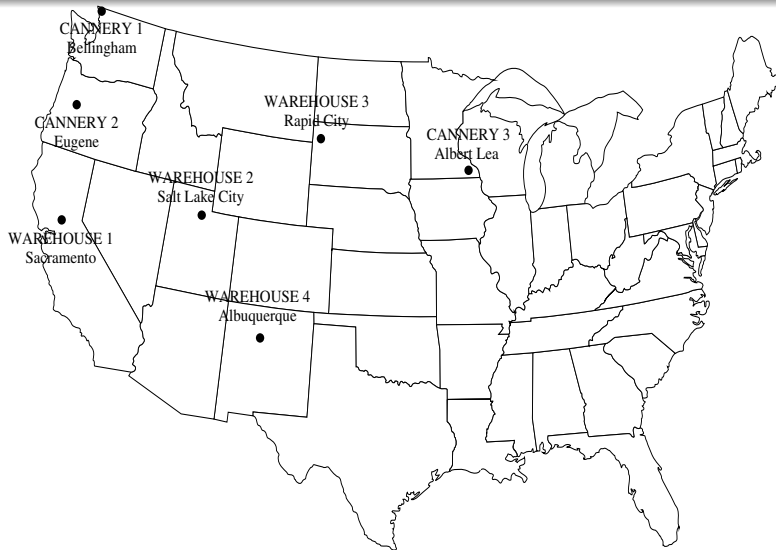 CANNERY 1
Bellingham
WAREHOUSE 3
Rapid City
CANNERY 2
Eugene
CANNERY 3
Albert Lea
WAREHOUSE 2
Salt Lake City
WAREHOUSE 1
Sacramento
WAREHOUSE 4
Albuquerque